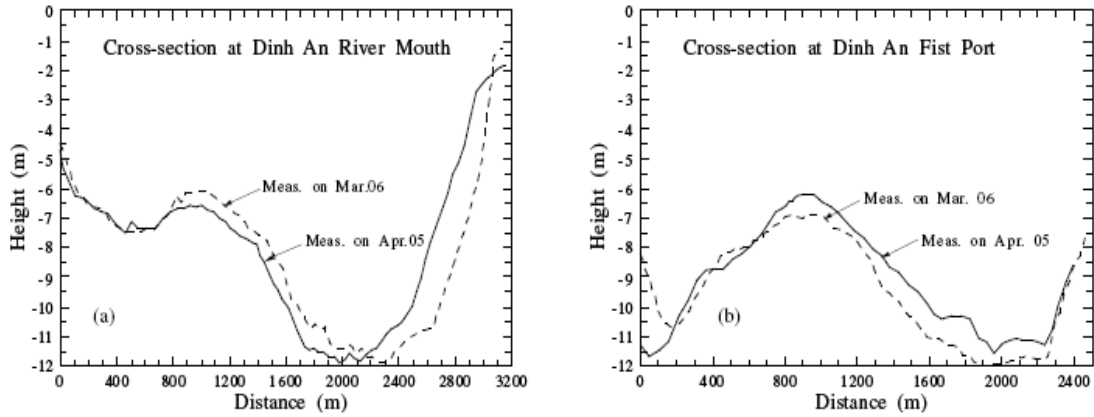 0
-1
-2
-3
-4
-5
-6
-7
-8
-9
-10
-11
-12
Height (m)
Cross-section at Dinh An River Mouth
Meas. on Mar.06
Meas. on Apr.05
(a)
0 400 800 1200 1600 2000 2400 2800 3200
Distance (m)
0
-1
-2
-3
-4
-5
-6
-7
-8
-9
-10
-11
-12
Height (m)
Cross-section at Dinh An Fist Port
Meas. on Mar. 06
Meas. on Apr. 05
(b)
0 400 800 1200 1600 2000 2400
Distance (m)